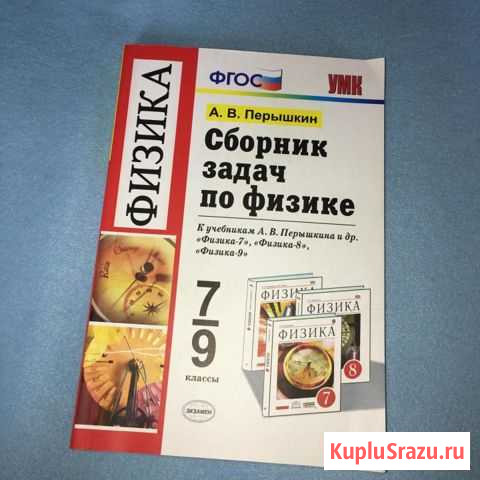 ФИЗИКА
ФГОС
УМК
А. В. Перышкин
Сборник
задач
по физике
К учебникам А. В. Перышкина и др.
«Физика-7», «Физика-8»,
«Физика-9»
7
9
классы
ФИЗИКА
ФИЗИКА
8
ФИЗИКА
7
ЭКЗАМЕН
KupluSrazu.ru